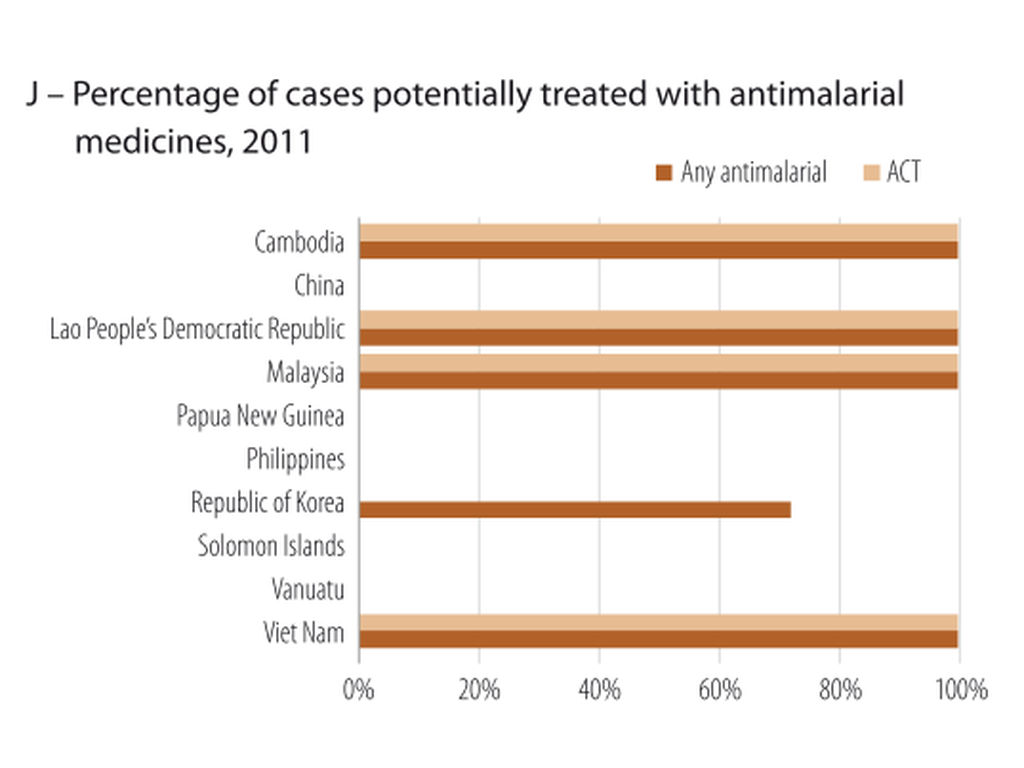 J – Percentage of cases potentially treated with antimalarial
medicines, 2011
Any antimalarial ACT
Cambodia
China
Lao People’s Democratic Republic
Malaysia
Papua New Guinea
Philippines
Republic of Korea
Solomon Islands
Vanuatu
Viet Nam
0% 20% 40% 60% 80% 100%